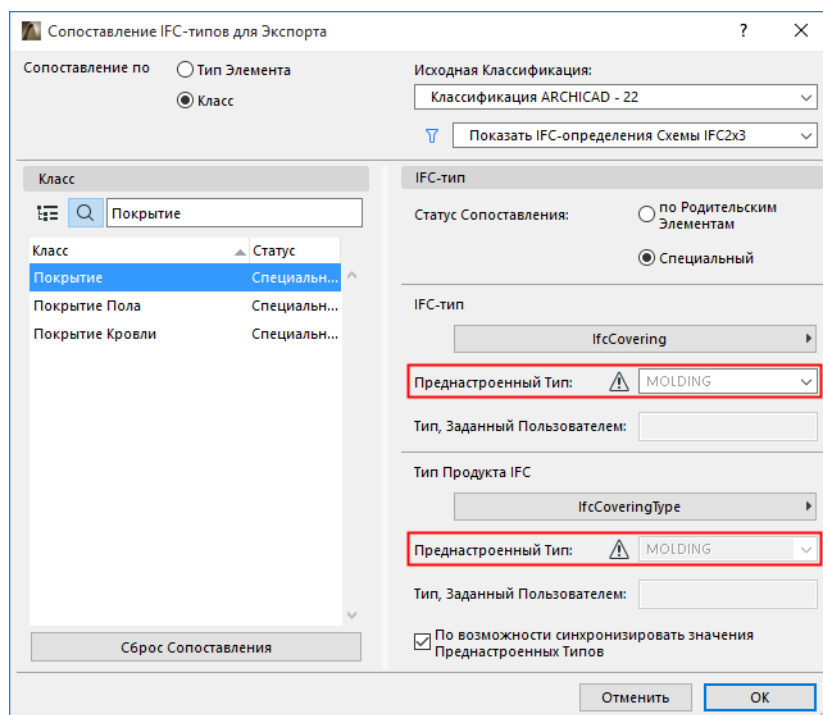 Сопоставление IFC-типов для Экспорта
?
Сопоставление по
Тип Элемента
Класс
Исходная Классификация:
Классификация ARCHICAD - 22
Показать IFC-определения Схемы IFC2x3
Класс
Покрытие
Класс
Статус
Покрытие
Специальн...
Покрытие Пола
Специальн...
Покрытие Кровли
Специальн...
Сброс Сопоставления
IFC-тип
Статус Сопоставления:
по Родительским
Элементам
Специальный
IFC-тип
IfcCovering
Преднастроенный Тип:
MOLDING
Тип, Заданный Пользователем:
Тип Продукта IFC
IfcCoveringType
Преднастроенный Тип:
MOLDING
Тип, Заданный Пользователем:
По возможности синхронизировать значения
Преднастроенных Типов
Отменить
OK